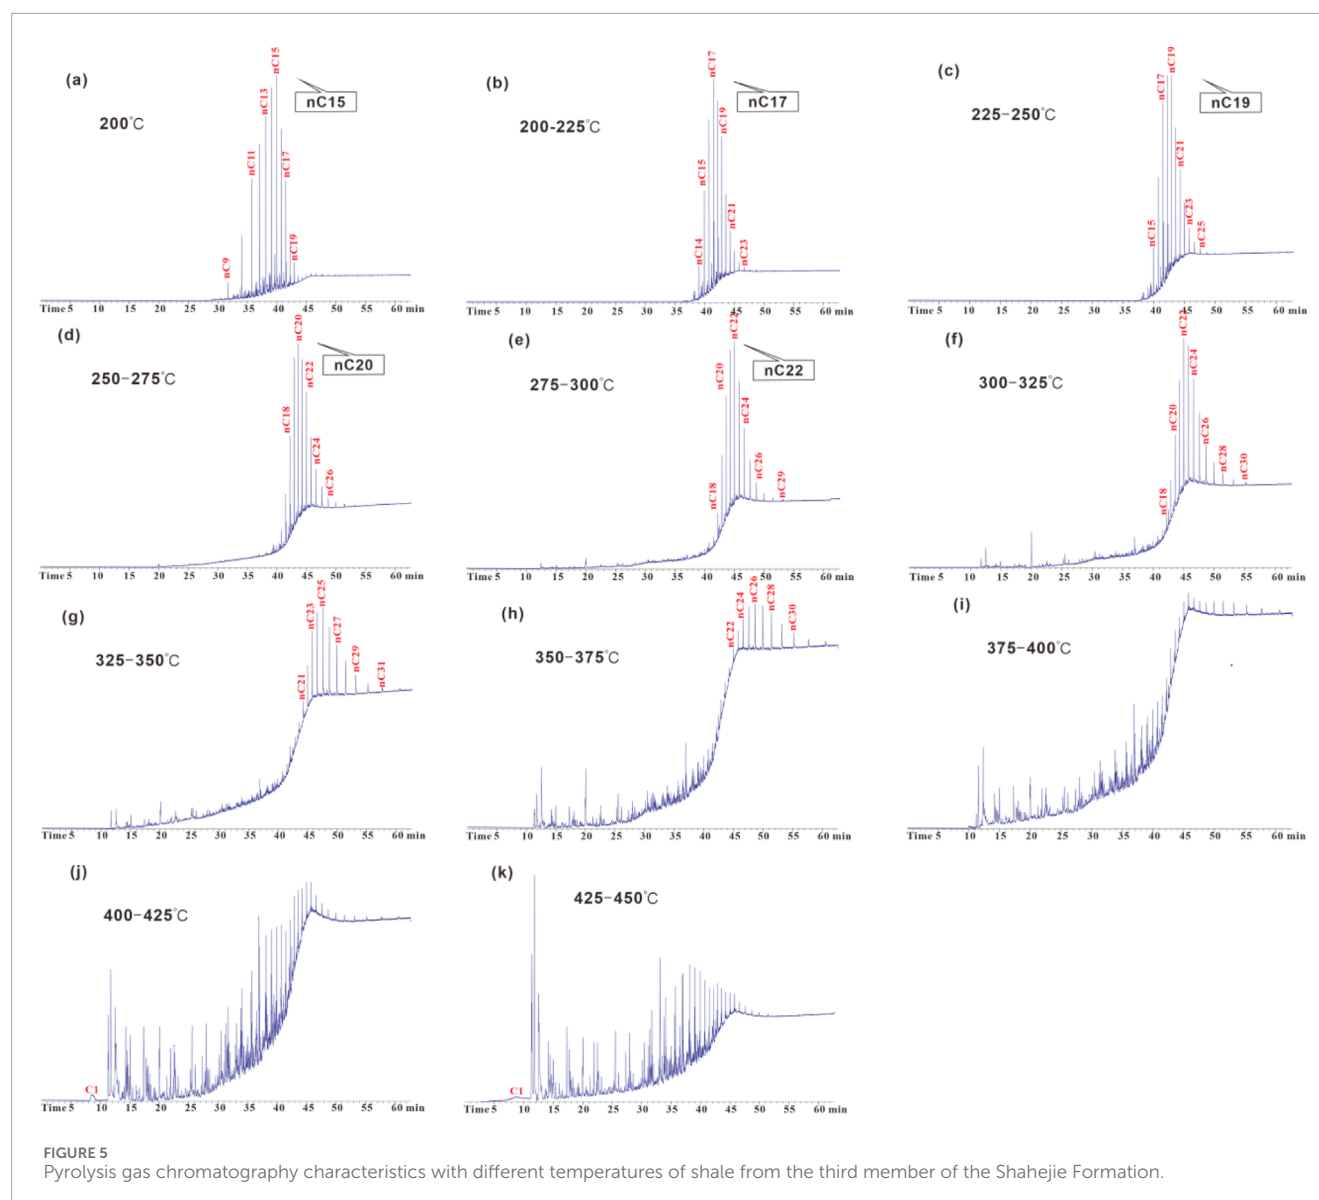 (a)
200℃
nC9
nC11
nC13
nC15
nC17
nC19
nC15
Time 5 10 15 20 25 30 35 40 45 50 55 60 min
(b)
200-225℃
nC14
nC15
nC17
nC19
nC21
nC23
nC17
Time 5 10 15 20 25 30 35 40 45 50 55 60 min
(c)
225-250℃
nC15
nC17
nC19
nC21
nC23
nC25
nC19
Time 5 10 15 20 25 30 35 40 45 50 55 60 min
(d)
250-275℃
nC18
nC20
nC22
nC24
nC26
nC20
Time 5 10 15 20 25 30 35 40 45 50 55 60 min
(e)
275-300℃
nC18
nC20
nC22
nC24
nC26
nC29
nC22
Time 5 10 15 20 25 30 35 40 45 50 55 60 min
(f)
300-325℃
nC18
nC20
nC22
nC24
nC26
nC28
nC30
Time 5 10 15 20 25 30 35 40 45 50 55 60 min
(g)
325-350℃
nC21
nC23
nC25
nC27
nC29
nC31
Time 5 10 15 20 25 30 35 40 45 50 55 60 min
(h)
350-375℃
nC22
nC24
nC26
nC28
nC30
Time 5 10 15 20 25 30 35 40 45 50 55 60 min
(i)
375-400℃
Time 5 10 15 20 25 30 35 40 45 50 55 60 min
(j)
400-425℃
C1
Time 5 10 15 20 25 30 35 40 45 50 55 60 min
(k)
425-450℃
C1
Time 5 10 15 20 25 30 35 40 45 50 55 60 min
FIGURE 5
Pyrolysis gas chromatography characteristics with different temperatures of shale from the third member of the Shahejie Formation.